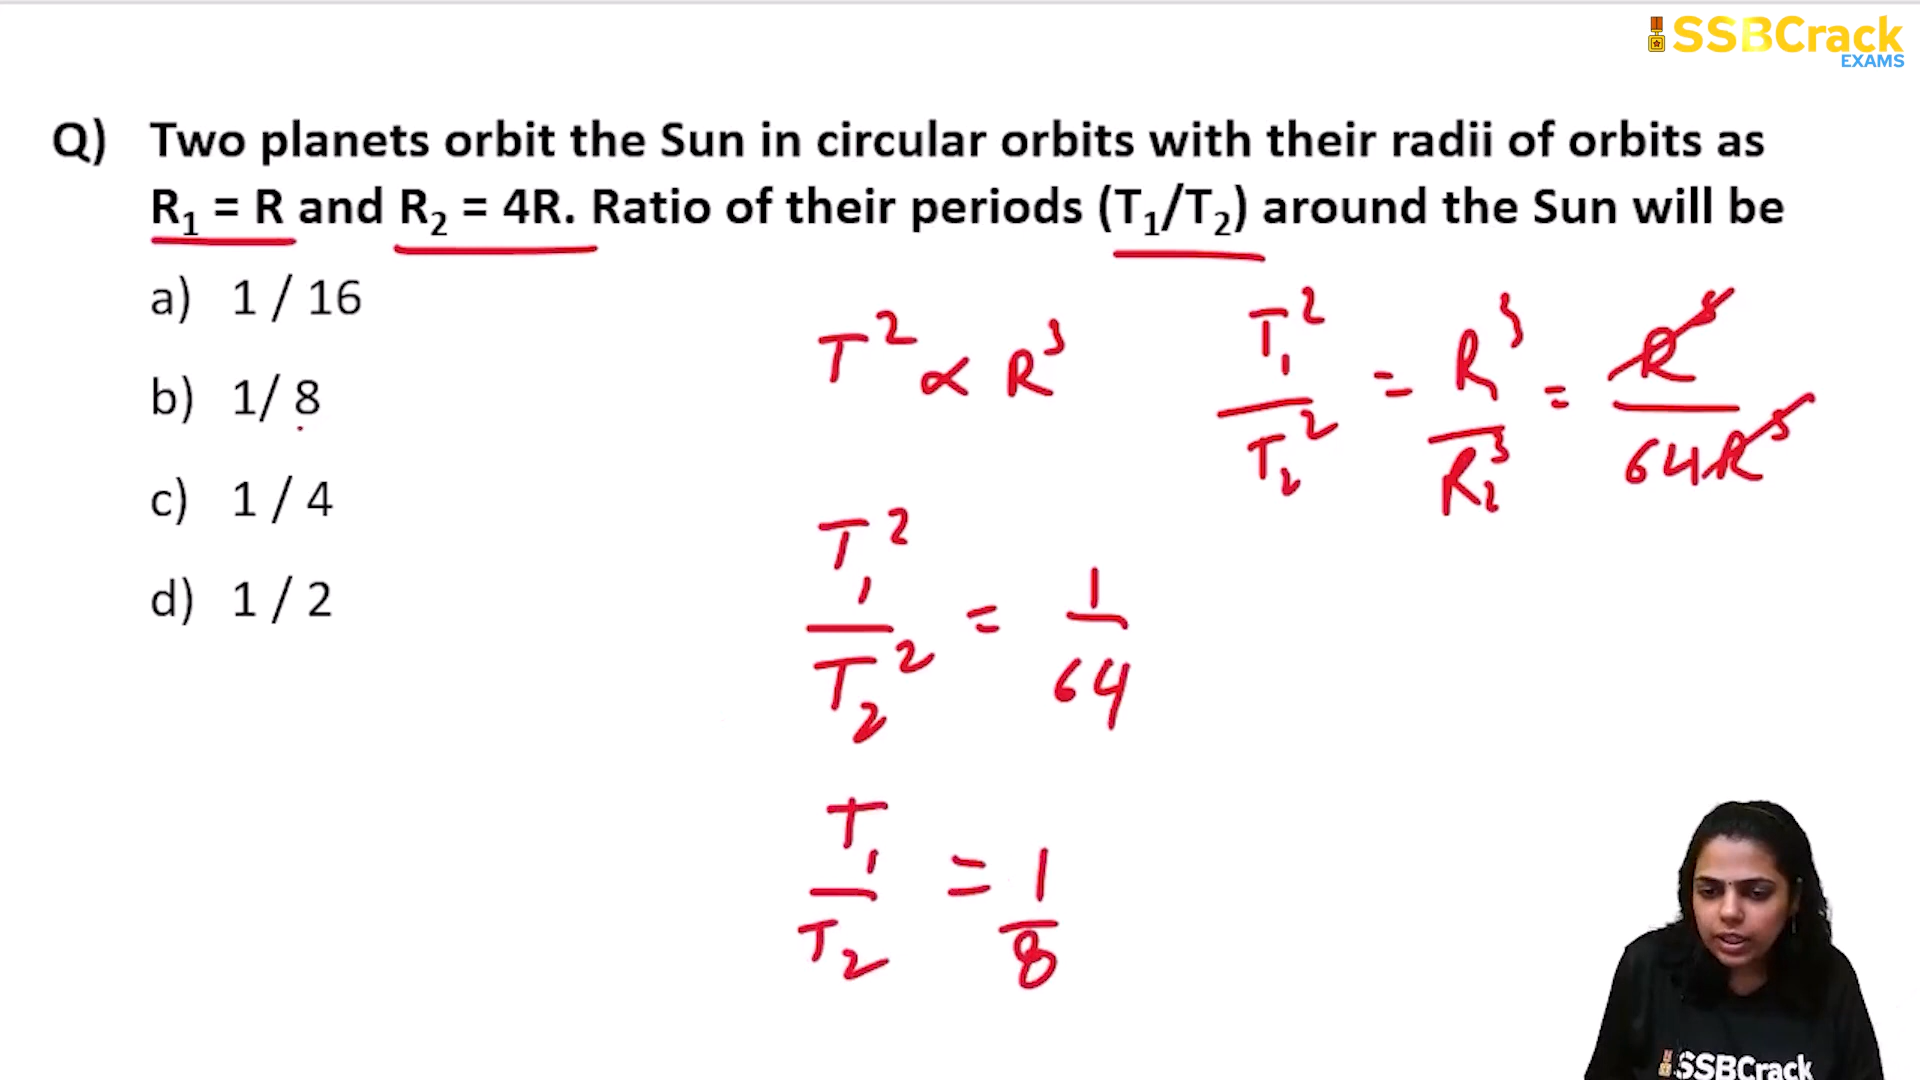 SSBCrack
EXAMS
Q) Two planets orbit the Sun in circular orbits with their radii of orbits as
R₁ = R and R₂ = 4R. Ratio of their periods (T₁/T₂) around the Sun will be
a) 1 / 16
b) 1/ 8
c) 1 / 4
d) 1 / 2
T² ∝ R³
T₁²/T₂² = R₁³/R₂³ = R³/64R³
T₁²/T₂² = 1/64
T₁/T₂ = 1/8
SSBCrack